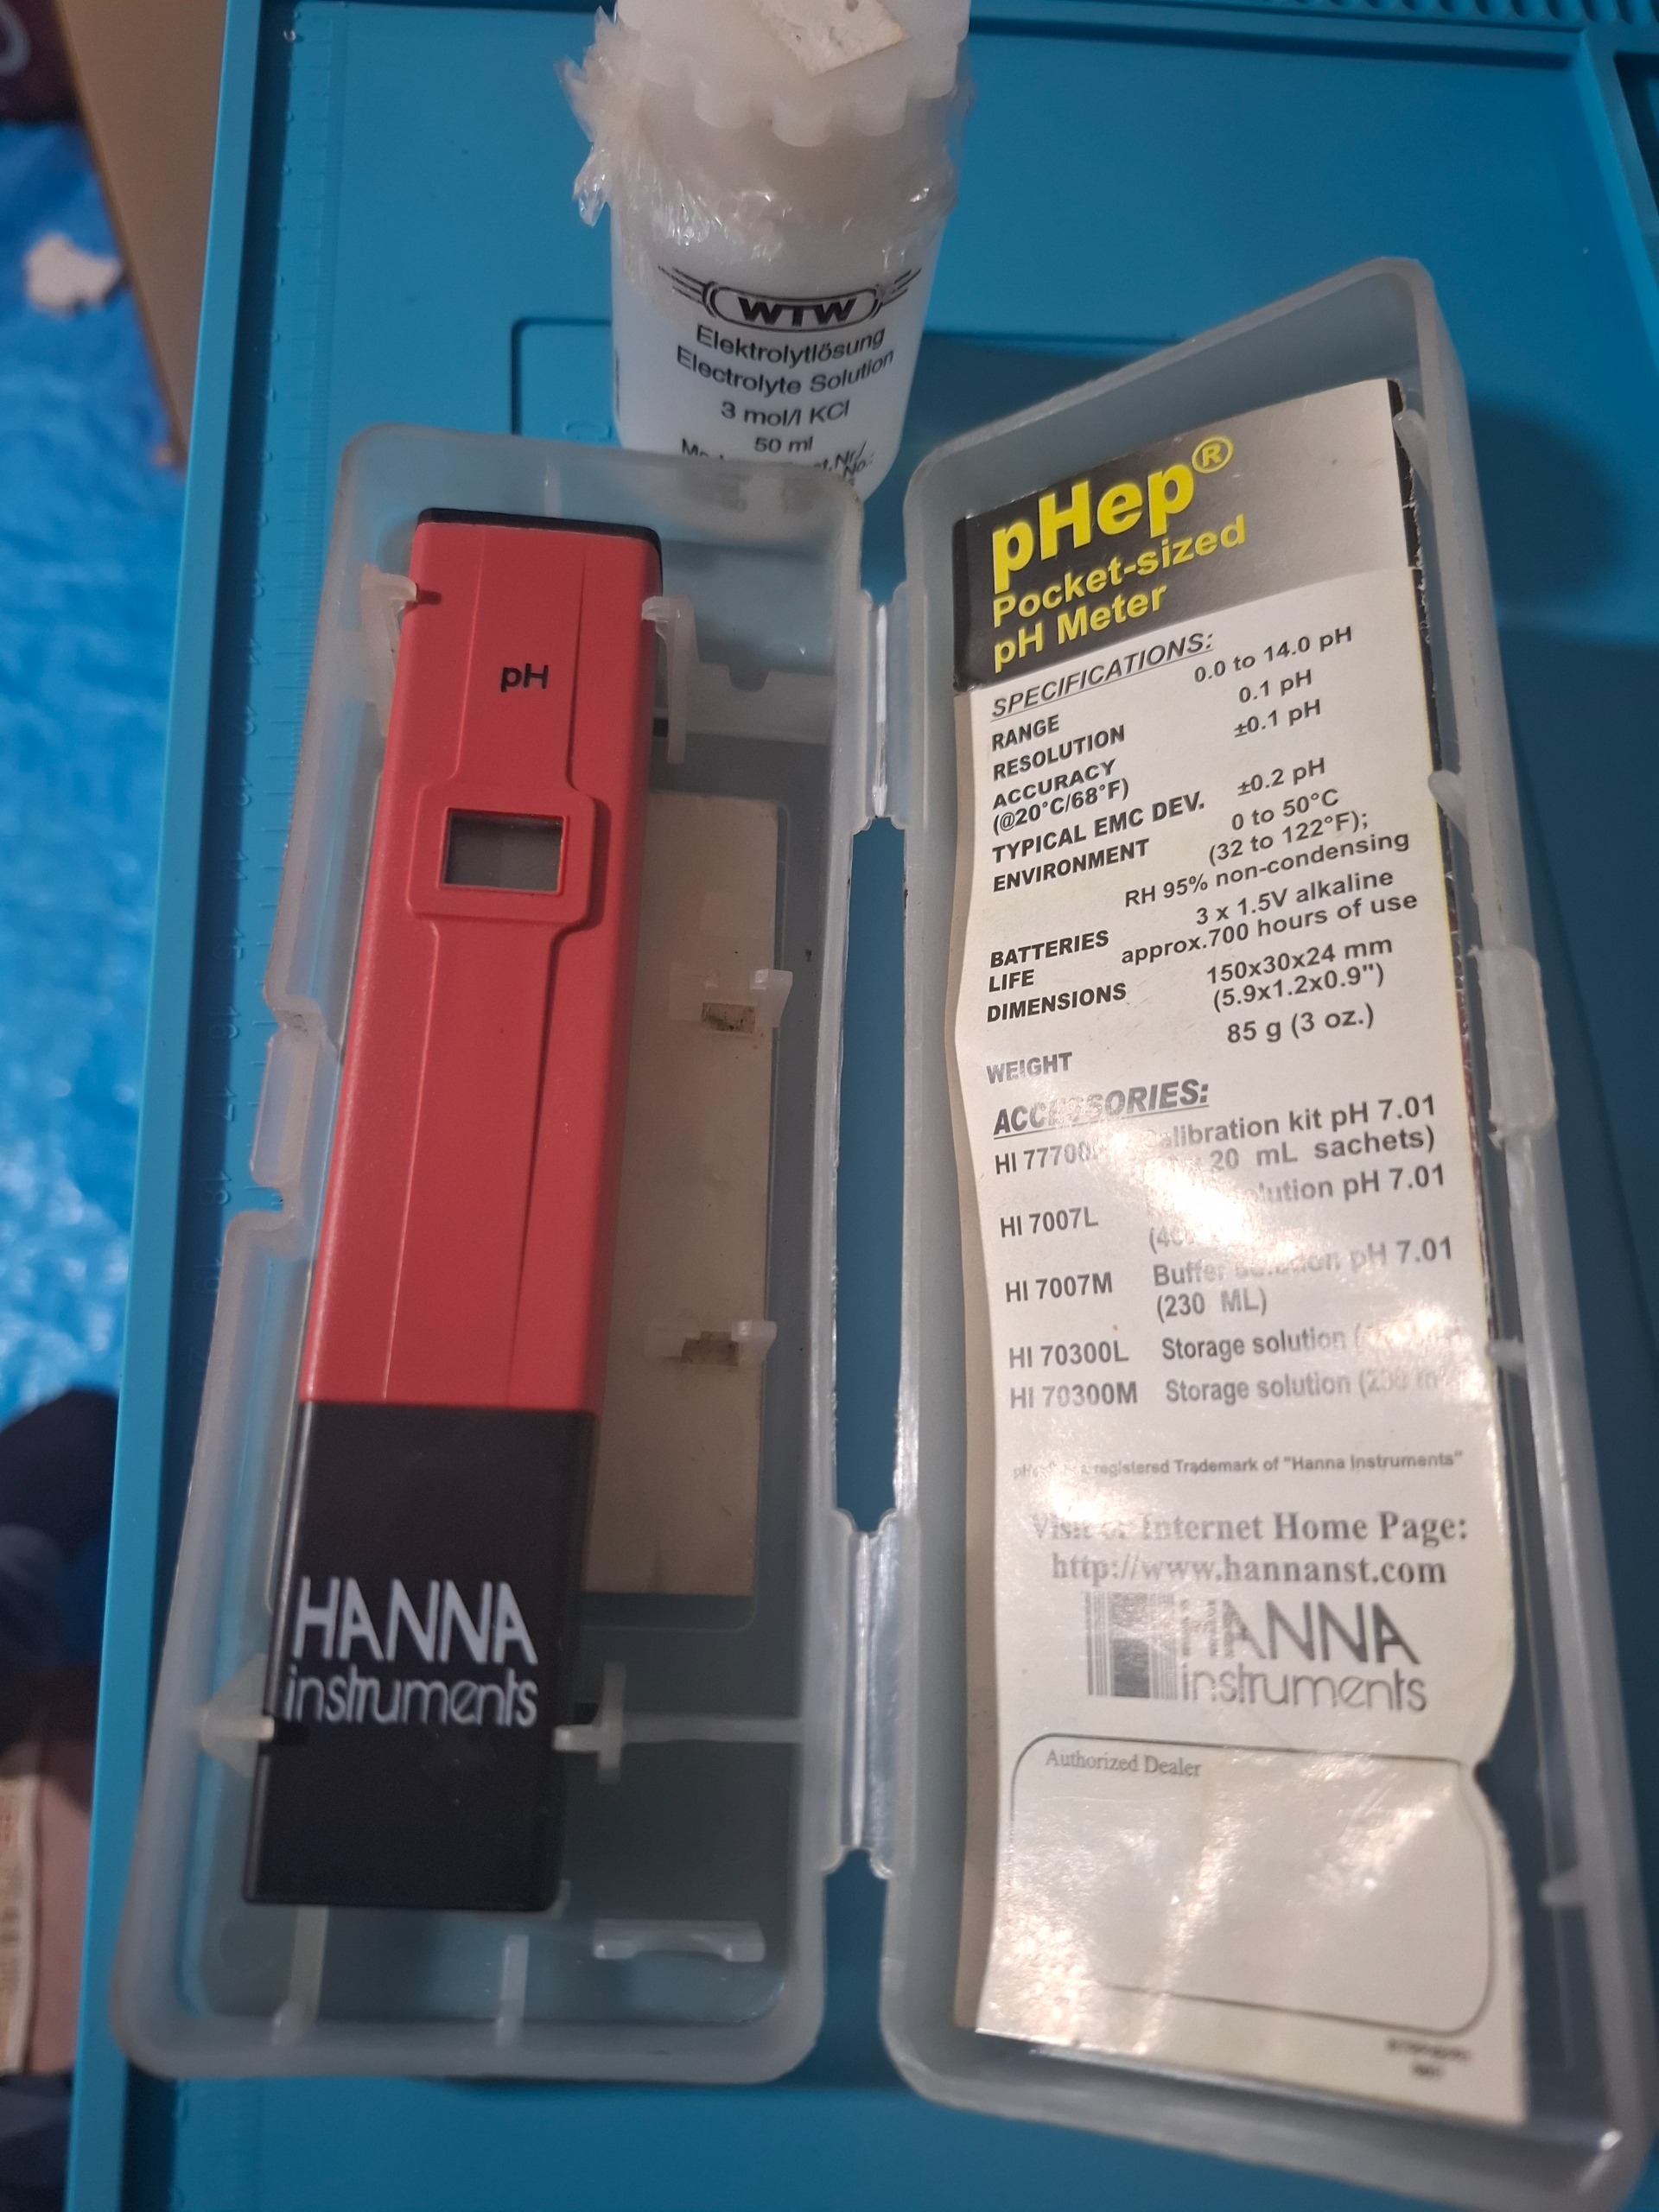 WTW
Elektrolytlösung
Electrolyte Solution
3 mol/l KCl
50 ml
pH
HANNA
instruments
pHep®
Pocket-sized
pH Meter
SPECIFICATIONS:
RANGE 0.0 to 14.0 pH
RESOLUTION 0.1 pH
ACCURACY ±0.1 pH
(@20°C/68°F)
TYPICAL EMC DEV. ±0.2 pH
ENVIRONMENT 0 to 50°C
(32 to 122°F);
RH 95% non-condensing
BATTERIES 3 x 1.5V alkaline
LIFE approx.700 hours of use
DIMENSIONS 150x30x24 mm
(5.9x1.2x0.9")
WEIGHT 85 g (3 oz.)
ACCESSORIES:
HI kit pH 7.01
20 mL sachets)
HI 7007L pH 7.01
HI 7007M Buffer solution pH 7.01
(230 ML)
HI 70300L Storage solution
HI 70300M Storage solution
registered Trademark of "Hanna Instruments"
Visit Internet Home Page:
http://www.hannanst.com
HANNA
instruments
Authorized Dealer